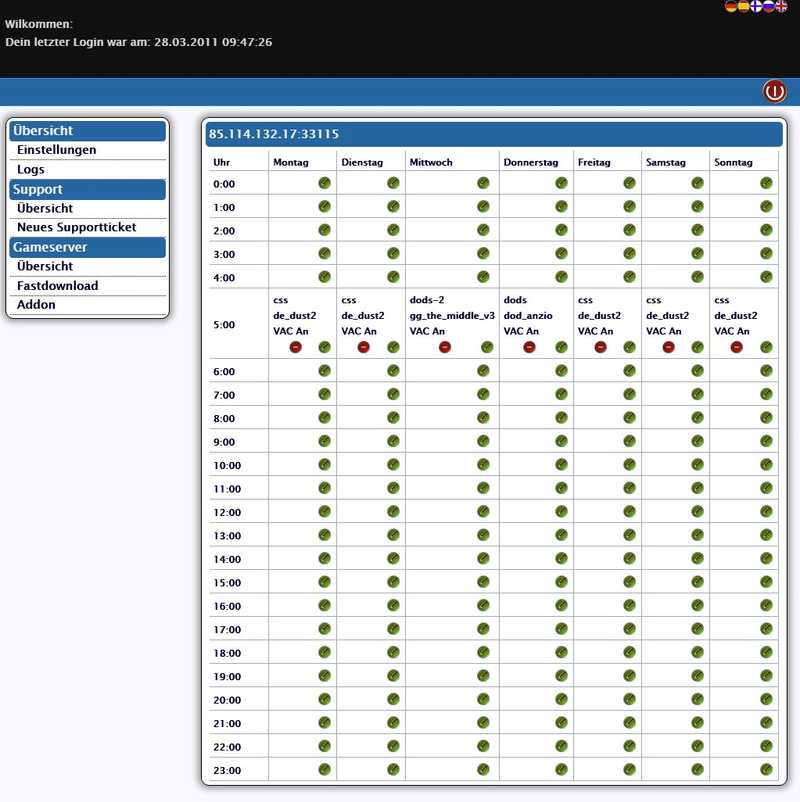 Wilkommen:
Dein letzter Login war am: 28.03.2011 09:47:26
Übersicht
Einstellungen
Logs
Support
Übersicht
Neues Supportticket
Gameserver
Übersicht
Fastdownload
Addon
85.114.132.17:33115
Uhr Montag Dienstag Mittwoch Donnerstag Freitag Samstag Sonntag
0:00
1:00
2:00
3:00
4:00
css css dods-2 dods css css css
de_dust2 de_dust2 gg_the_middle_v3 dod_anzio de_dust2 de_dust2 de_dust2
5:00 VAC An VAC An VAC An VAC An VAC An VAC An VAC An
6:00
7:00
8:00
9:00
10:00
11:00
12:00
13:00
14:00
15:00
16:00
17:00
18:00
19:00
20:00
21:00
22:00
23:00